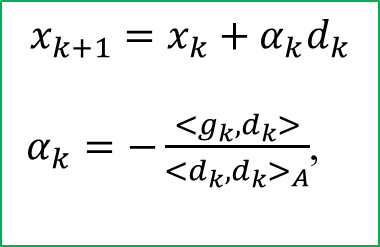 x_{k+1} = x_k + α_k d_k
α_k = − <g_k,d_k> / <d_k,d_k>_A,